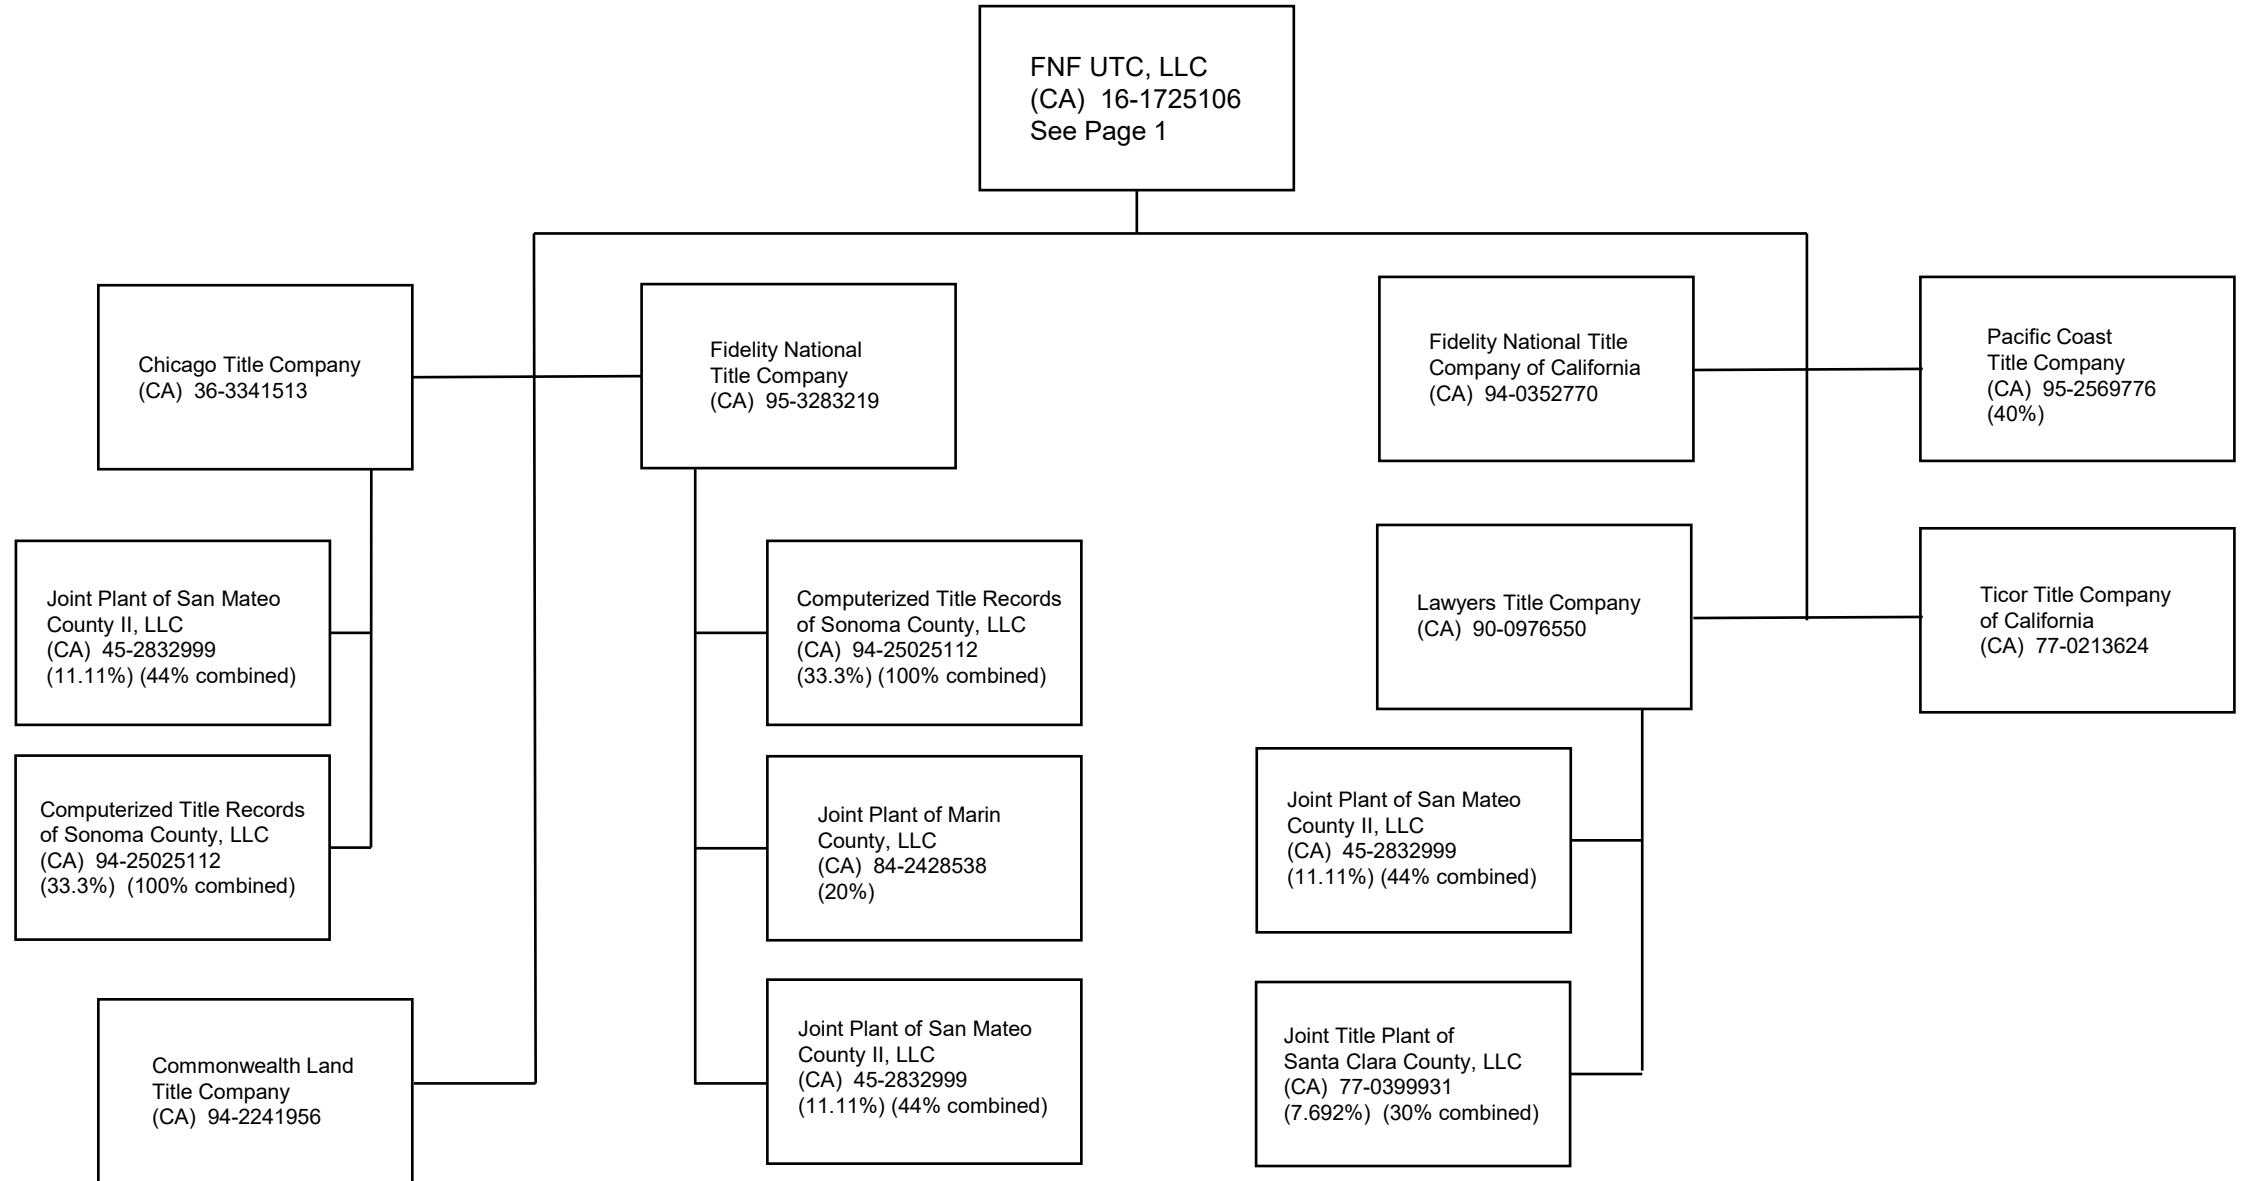 FNF UTC, LLC
(CA) 16-1725106
See Page 1
Chicago Title Company
(CA) 36-3341513
Fidelity National
Title Company
(CA) 95-3283219
Fidelity National Title
Company of California
(CA) 94-0352770
Pacific Coast
Title Company
(CA) 95-2569776
(40%)
Joint Plant of San Mateo
County II, LLC
(CA) 45-2832999
(11.11%) (44% combined)
Computerized Title Records
of Sonoma County, LLC
(CA) 94-25025112
(33.3%) (100% combined)
Lawyers Title Company
(CA) 90-0976550
Ticor Title Company
of California
(CA) 77-0213624
Computerized Title Records
of Sonoma County, LLC
(CA) 94-25025112
(33.3%) (100% combined)
Joint Plant of Marin
County, LLC
(CA) 84-2428538
(20%)
Joint Plant of San Mateo
County II, LLC
(CA) 45-2832999
(11.11%) (44% combined)
Commonwealth Land
Title Company
(CA) 94-2241956
Joint Plant of San Mateo
County II, LLC
(CA) 45-2832999
(11.11%) (44% combined)
Joint Title Plant of
Santa Clara County, LLC
(CA) 77-0399931
(7.692%) (30% combined)